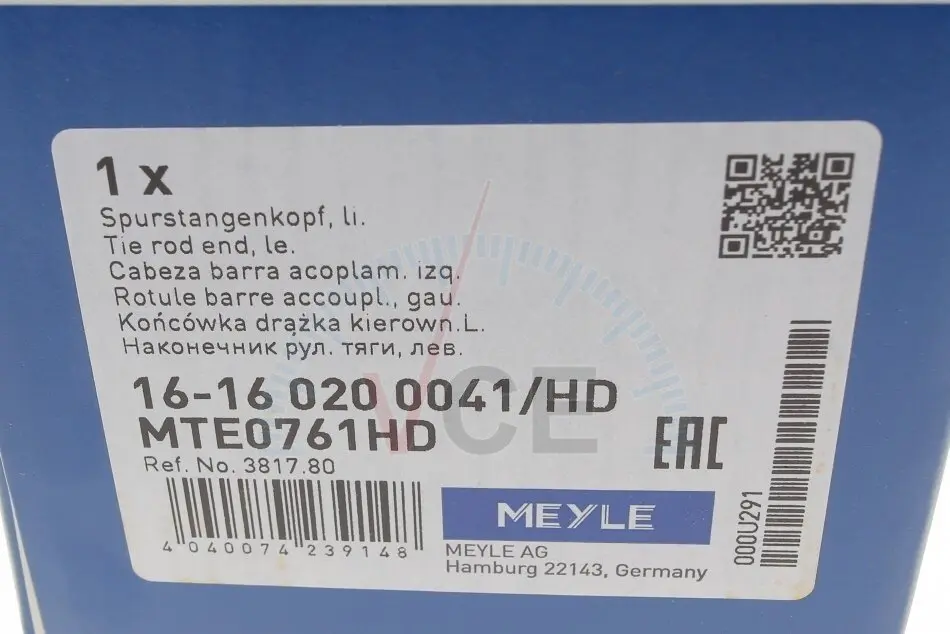 1 x
Spurstangenkopf, li.
Tie rod end, le.
Cabeza barra acoplam. izq.
Rotule barre accoupl., gau.
Końcówka drążka kierown.L.
Наконечник рул. тяги, лев.
16-16 020 0041/HD
MTE0761HD
Ref. No. 3817.80
EAC
4 040074 239148
MEYLE
MEYLE AG
Hamburg 22143, Germany
000U291
VCE